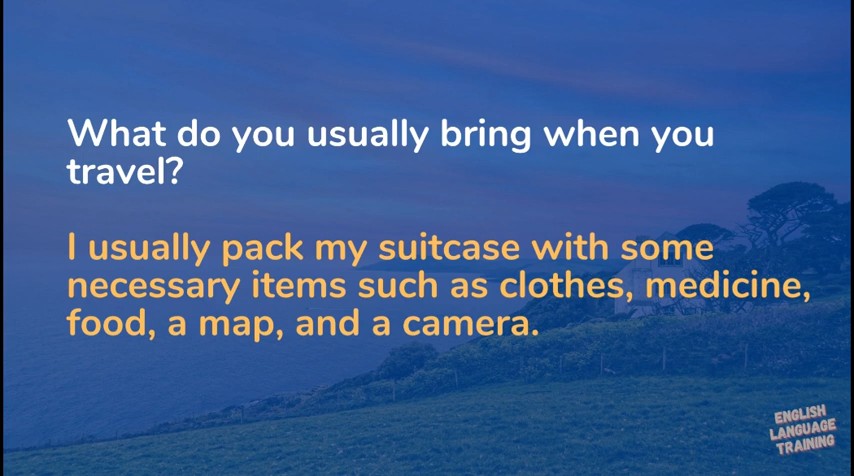 What do you usually bring when you
travel?
I usually pack my suitcase with some
necessary items such as clothes, medicine,
food, a map, and a camera.
ENGLISH
LANGUAGE
TRAINING